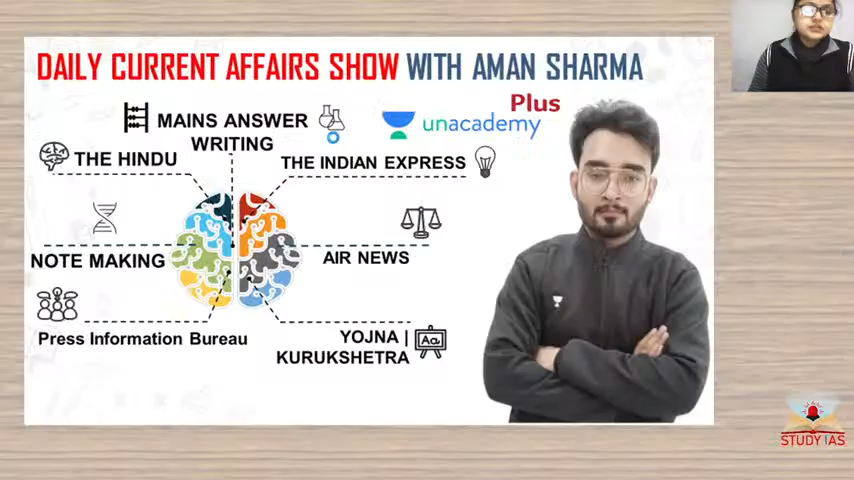 DAILY CURRENT AFFAIRS SHOW WITH AMAN SHARMA
Plus
unacademy
MAINS ANSWER
WRITING
THE HINDU
THE INDIAN EXPRESS
NOTE MAKING
AIR NEWS
Press Information Bureau
YOJNA |
KURUKSHETRA
Aa
STUDY IAS